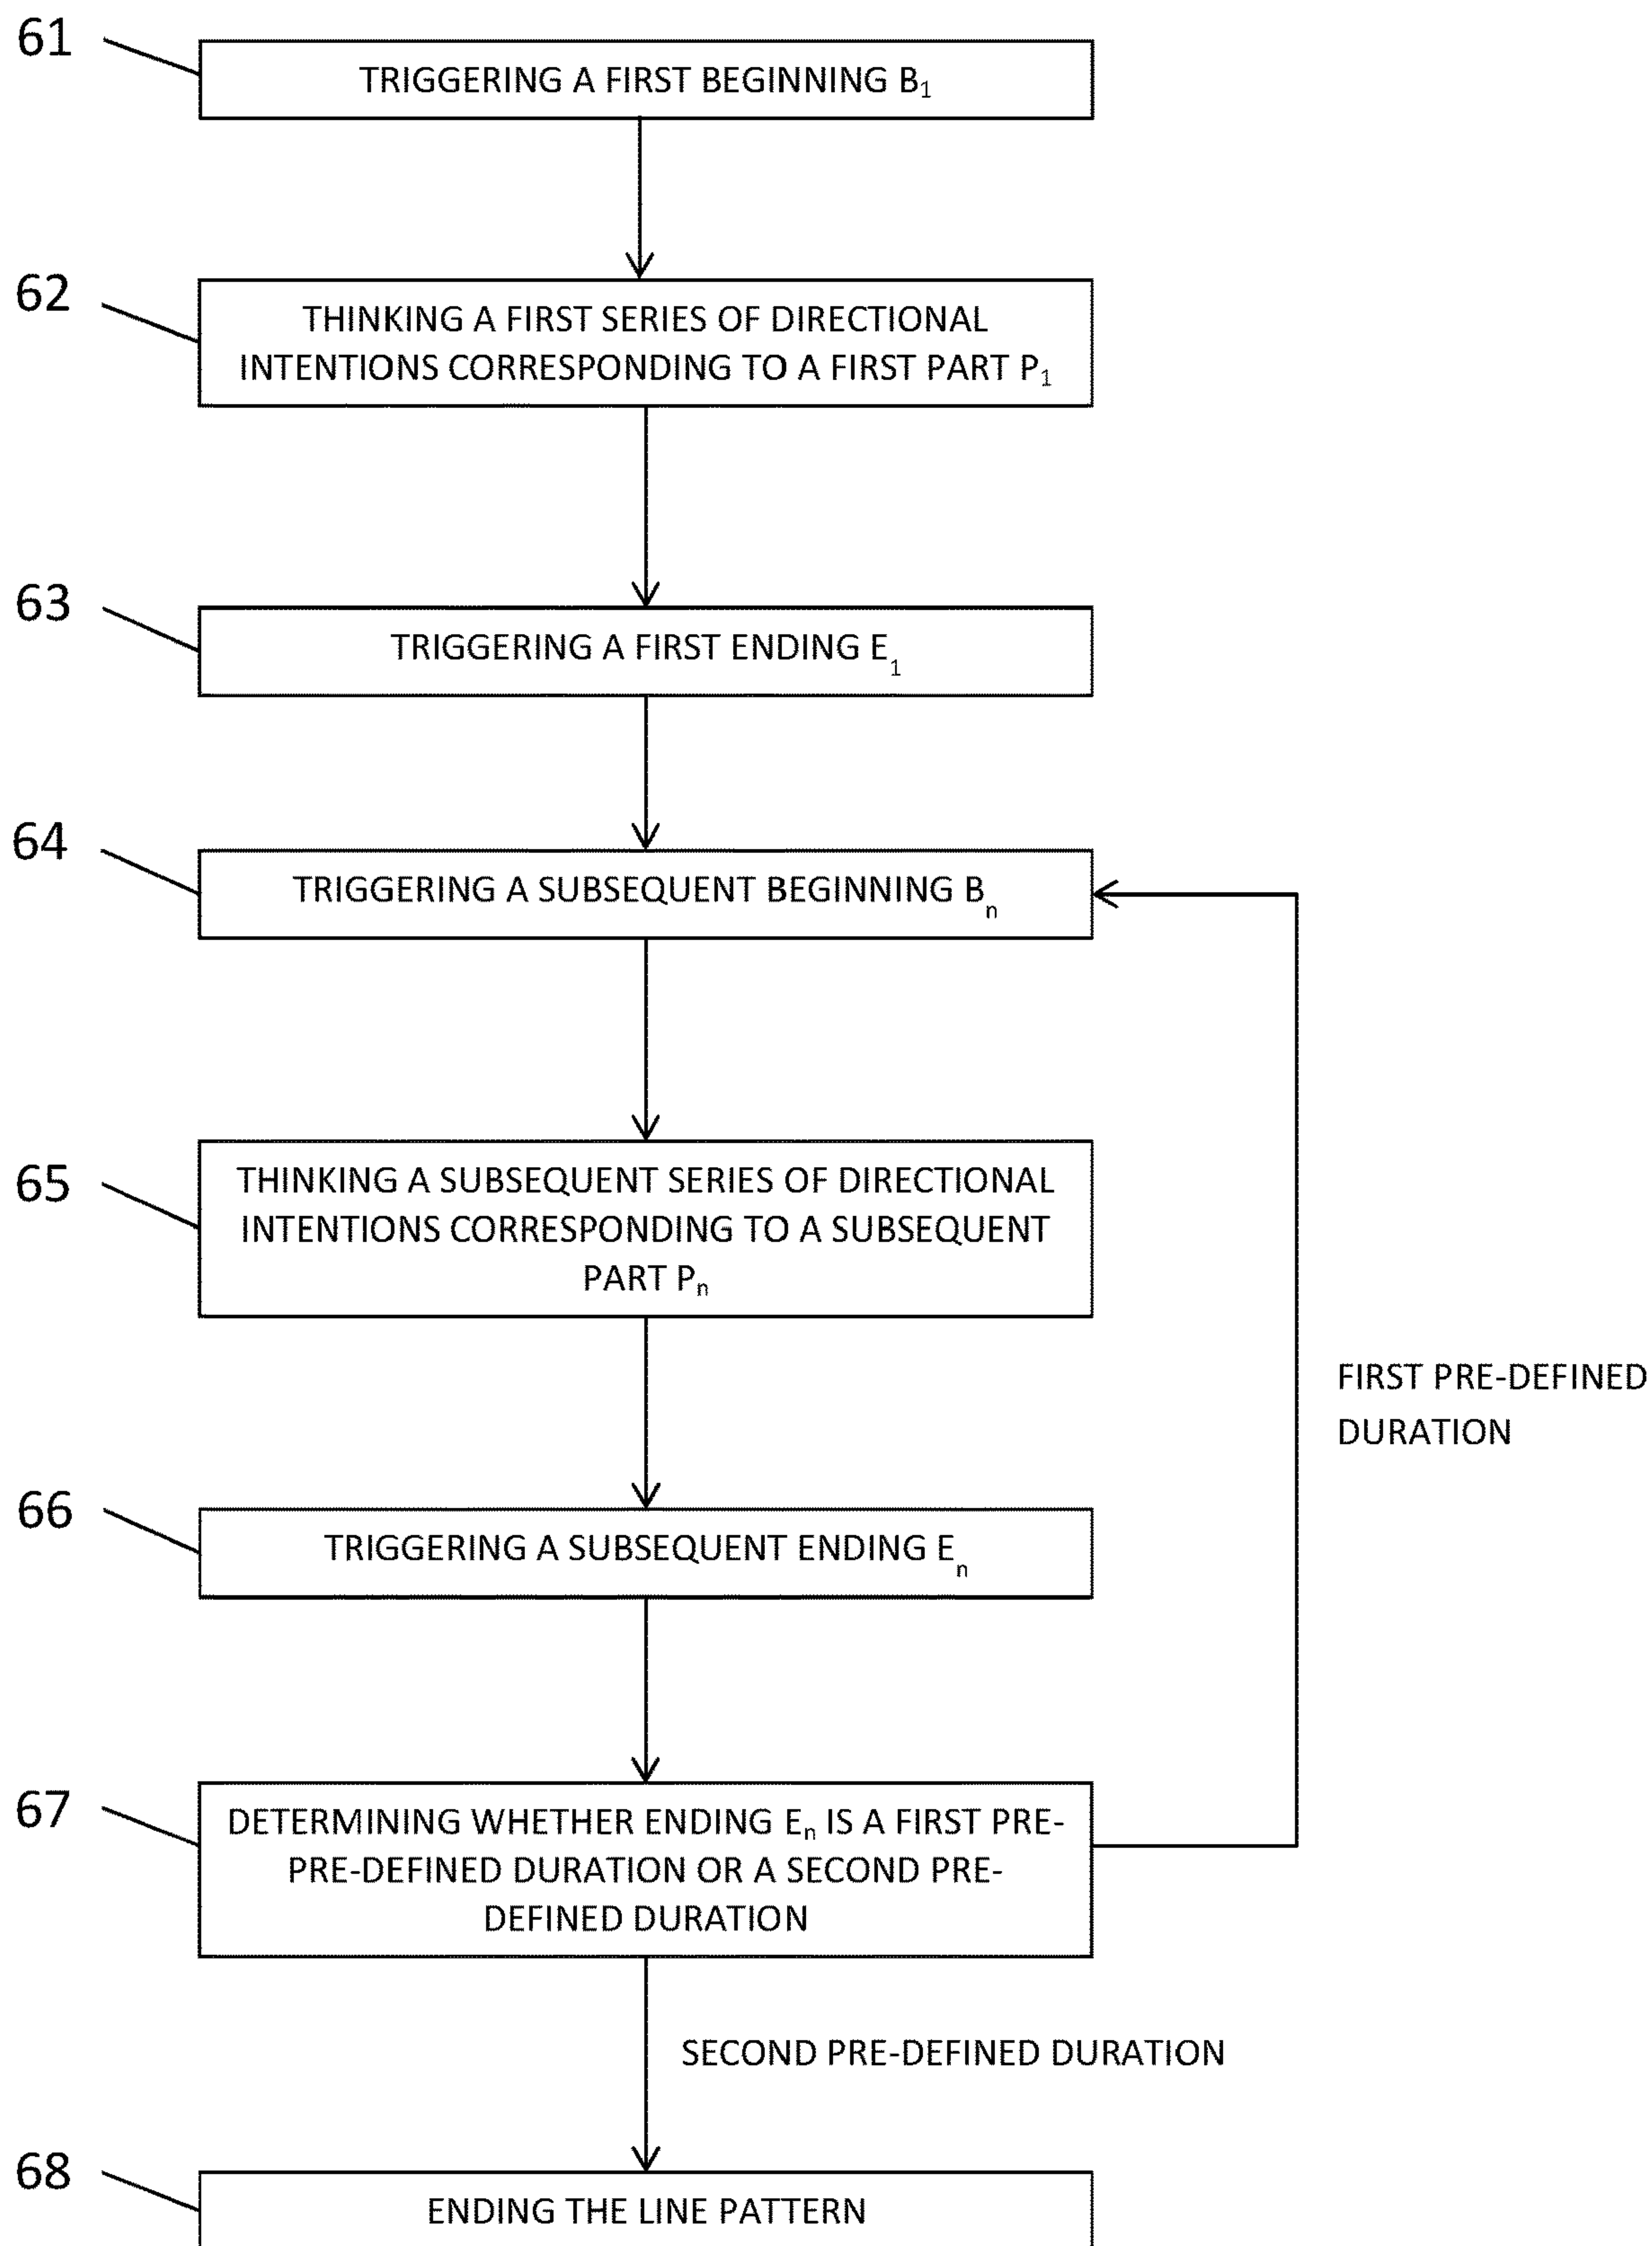 61
TRIGGERING A FIRST BEGINNING B₁
62
THINKING A FIRST SERIES OF DIRECTIONAL
INTENTIONS CORRESPONDING TO A FIRST PART P₁
63
TRIGGERING A FIRST ENDING E₁
64
TRIGGERING A SUBSEQUENT BEGINNING Bₙ
65
THINKING A SUBSEQUENT SERIES OF DIRECTIONAL
INTENTIONS CORRESPONDING TO A SUBSEQUENT
PART Pₙ
FIRST PRE-DEFINED
DURATION
66
TRIGGERING A SUBSEQUENT ENDING Eₙ
67
DETERMINING WHETHER ENDING Eₙ IS A FIRST PRE-
PRE-DEFINED DURATION OR A SECOND PRE-
DEFINED DURATION
SECOND PRE-DEFINED DURATION
68
ENDING THE LINE PATTERN